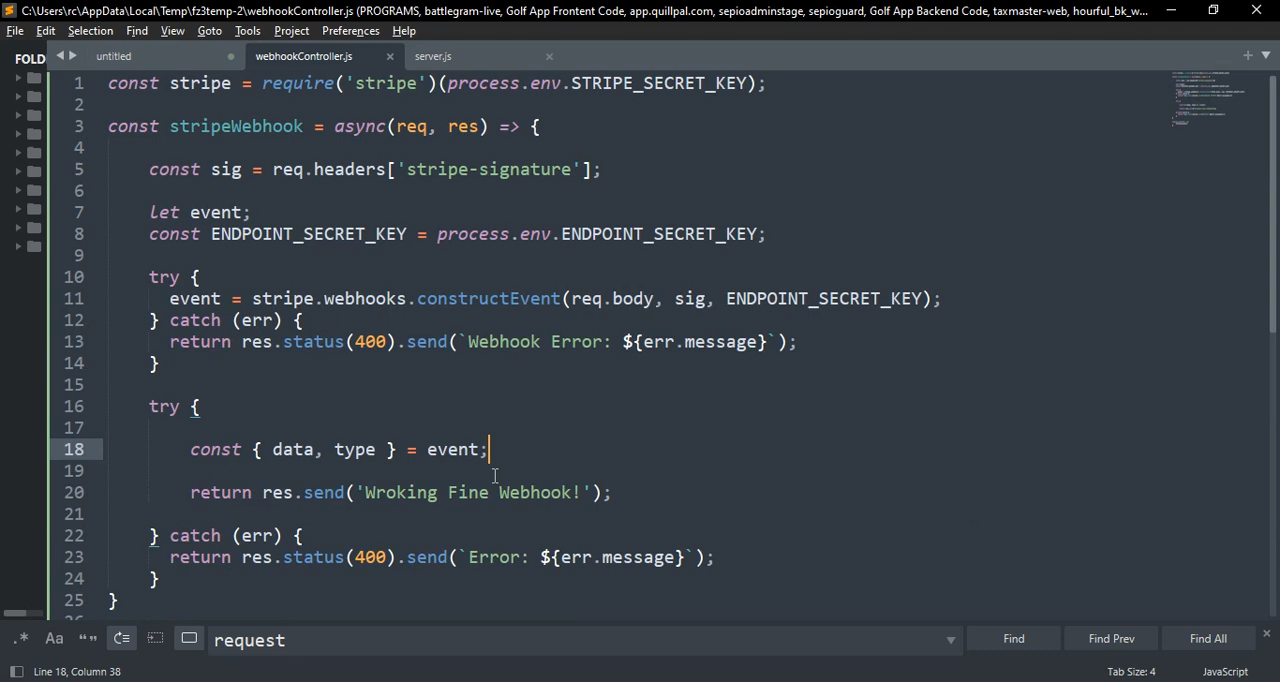 C:\Users\rc\AppData\Local\Temp\fz3temp-2\webhookController.js (PROGRAMS, battlegram-live, Golf App Frontent Code, app.quillpal.com, sepioadminstage, sepioguard, Golf App Backend Code, taxmaster-web, hourful_bk_w...
File Edit Selection Find View Goto Tools Project Preferences Help
FOLD
untitled webhookController.js server.js
1 const stripe = require('stripe')(process.env.STRIPE_SECRET_KEY);
2
3 const stripeWebhook = async(req, res) => {
4
5 const sig = req.headers['stripe-signature'];
6
7 let event;
8 const ENDPOINT_SECRET_KEY = process.env.ENDPOINT_SECRET_KEY;
9
10 try {
11 event = stripe.webhooks.constructEvent(req.body, sig, ENDPOINT_SECRET_KEY);
12 } catch (err) {
13 return res.status(400).send(`Webhook Error: ${err.message}`);
14 }
15
16 try {
17
18 const { data, type } = event;
19
20 return res.send('Wroking Fine Webhook!');
21
22 } catch (err) {
23 return res.status(400).send(`Error: ${err.message}`);
24 }
25 }
.* Aa “” request Find Find Prev Find All
Line 18, Column 38 Tab Size: 4 JavaScript